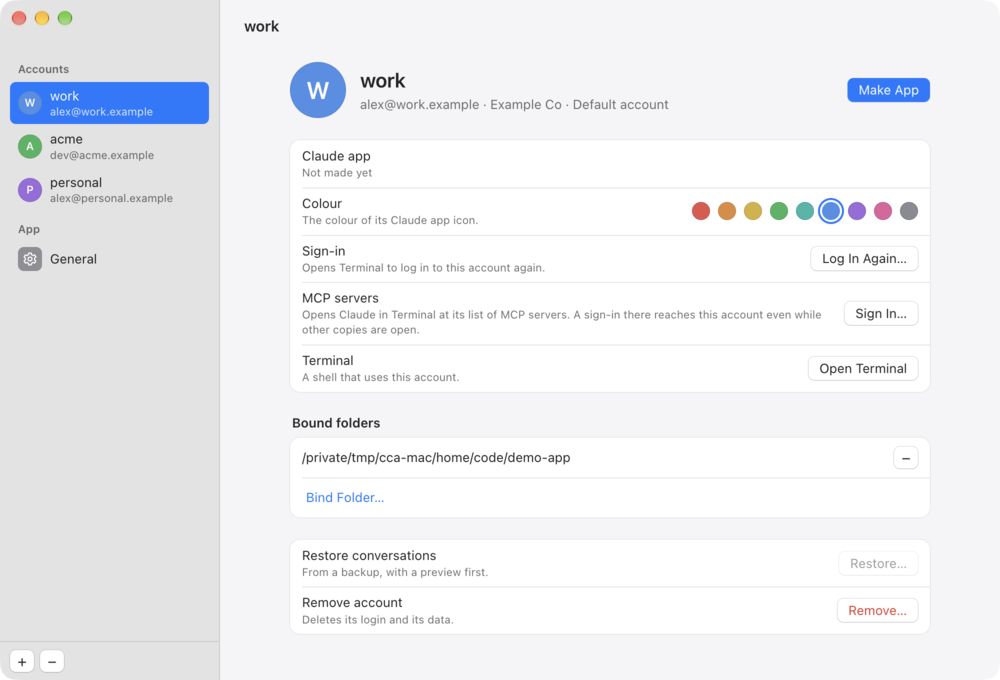 work
Accounts
W
work
alex@work.example
A
acme
dev@acme.example
P
personal
alex@personal.example
App
General
W
work
alex@work.example · Example Co · Default account
Make App
Claude app
Not made yet
Colour
The colour of its Claude app icon.
Sign-in
Opens Terminal to log in to this account again.
Log In Again...
MCP servers
Opens Claude in Terminal at its list of MCP servers. A sign-in there reaches this account even while
other copies are open.
Sign In...
Terminal
A shell that uses this account.
Open Terminal
Bound folders
/private/tmp/cca-mac/home/code/demo-app
−
Bind Folder...
Restore conversations
From a backup, with a preview first.
Restore...
Remove account
Deletes its login and its data.
Remove...
+
−